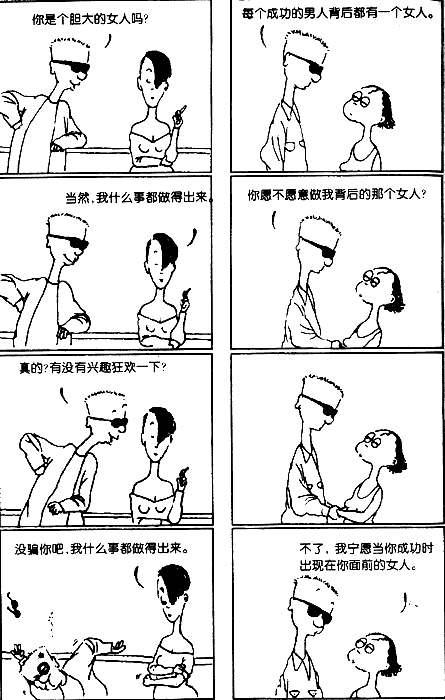 你是个胆大的女人吗?
当然,我什么事都做得出来。
真的?有没有兴趣狂欢一下?
没骗你吧,我什么事都做得出来。
每个成功的男人背后都有一个女人。
你愿不愿意做我背后的那个女人?
不了，我宁愿当你成功时
出现在你面前的女人。